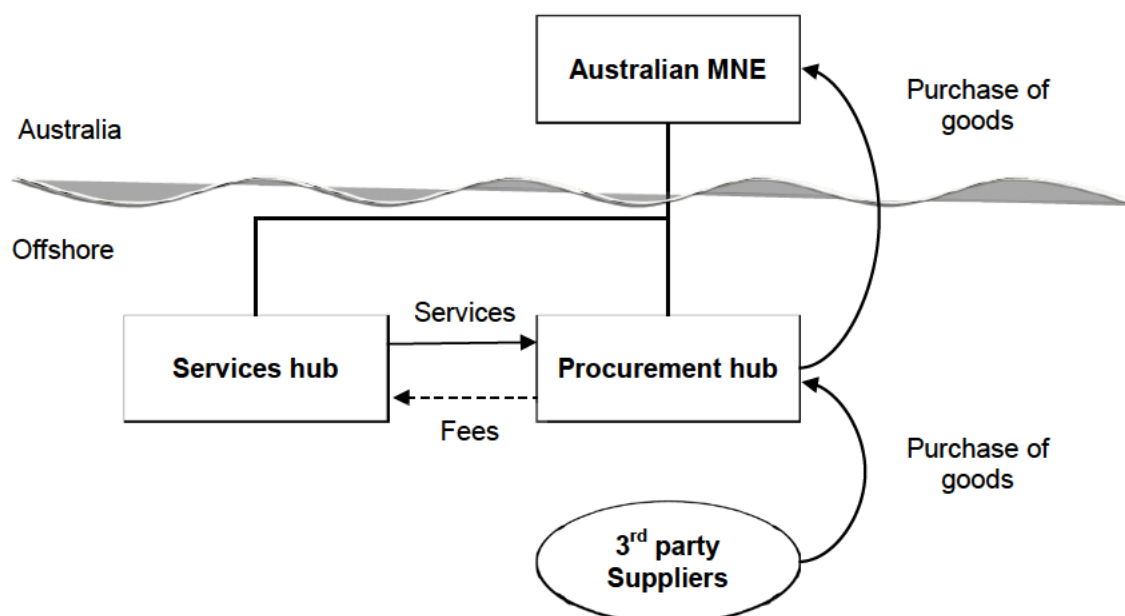 Australian MNE
Purchase of
goods
Australia
Offshore
Services
Services hub
Procurement hub
Fees
Purchase of
goods
3rd party
Suppliers